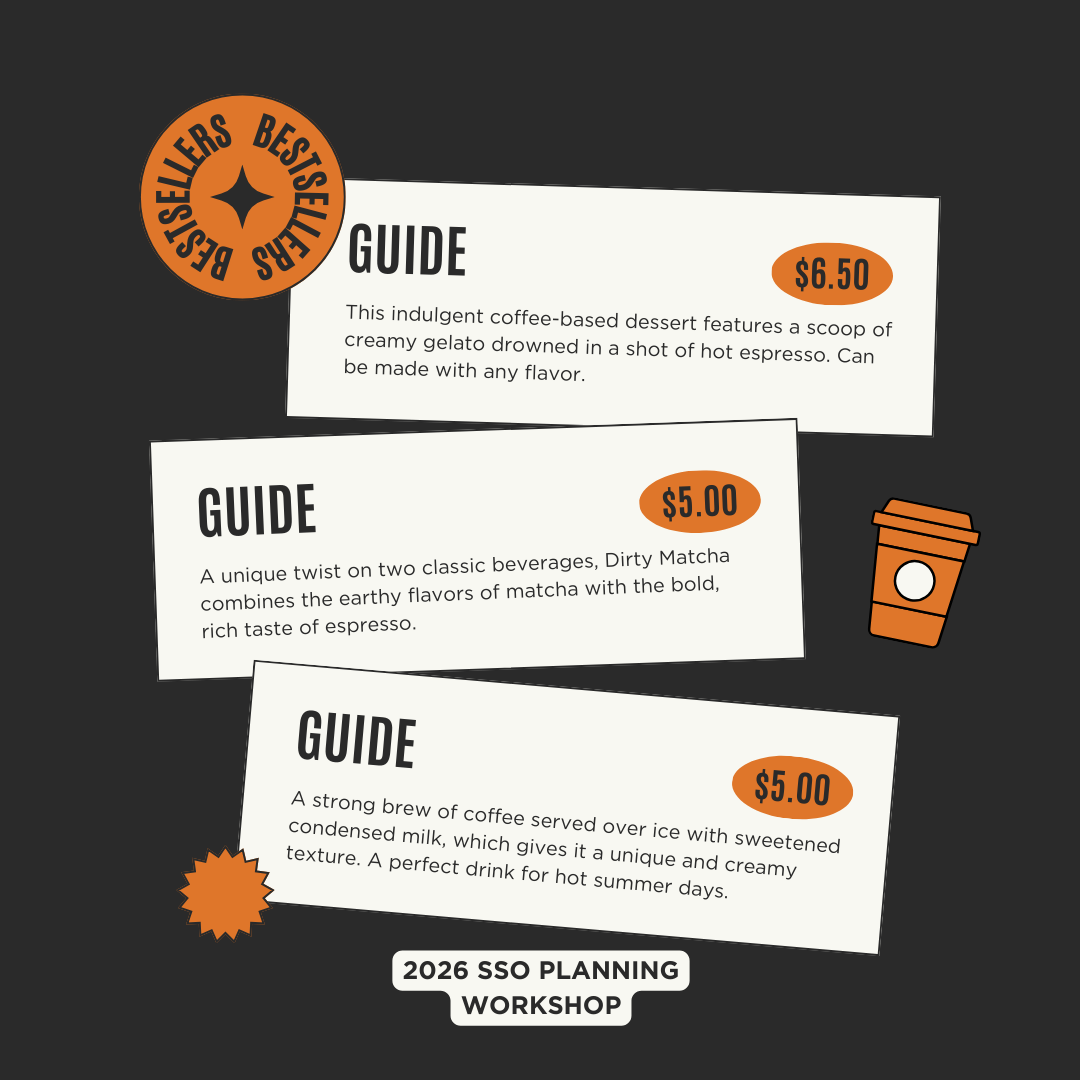 BESTSELLERS BESTSELLERS BESTSELLERS
GUIDE
$6.50
This indulgent coffee-based dessert features a scoop of
creamy gelato drowned in a shot of hot espresso. Can
be made with any flavor.
GUIDE
$5.00
A unique twist on two classic beverages, Dirty Matcha
combines the earthy flavors of matcha with the bold,
rich taste of espresso.
GUIDE
$5.00
A strong brew of coffee served over ice with sweetened
condensed milk, which gives it a unique and creamy
texture. A perfect drink for hot summer days.
2026 SSO PLANNING
WORKSHOP